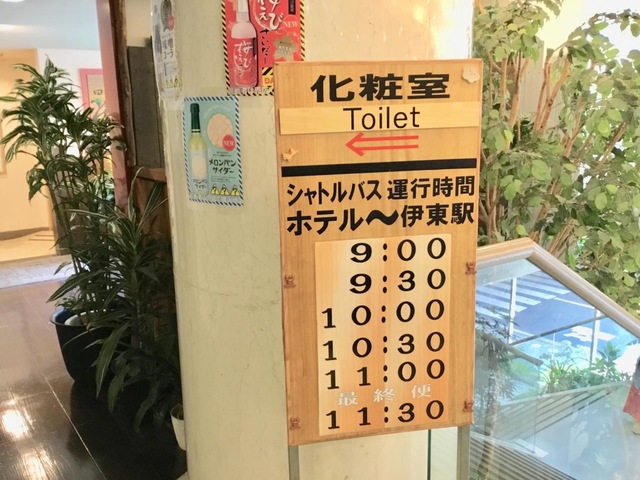 NEW
化粧室
Toilet
メロンパン
サイダー
NEW
シャトルバス 運行時間
ホテル〜伊東駅
9:00
9:30
10:00
10:30
11:00
最終便
11:30